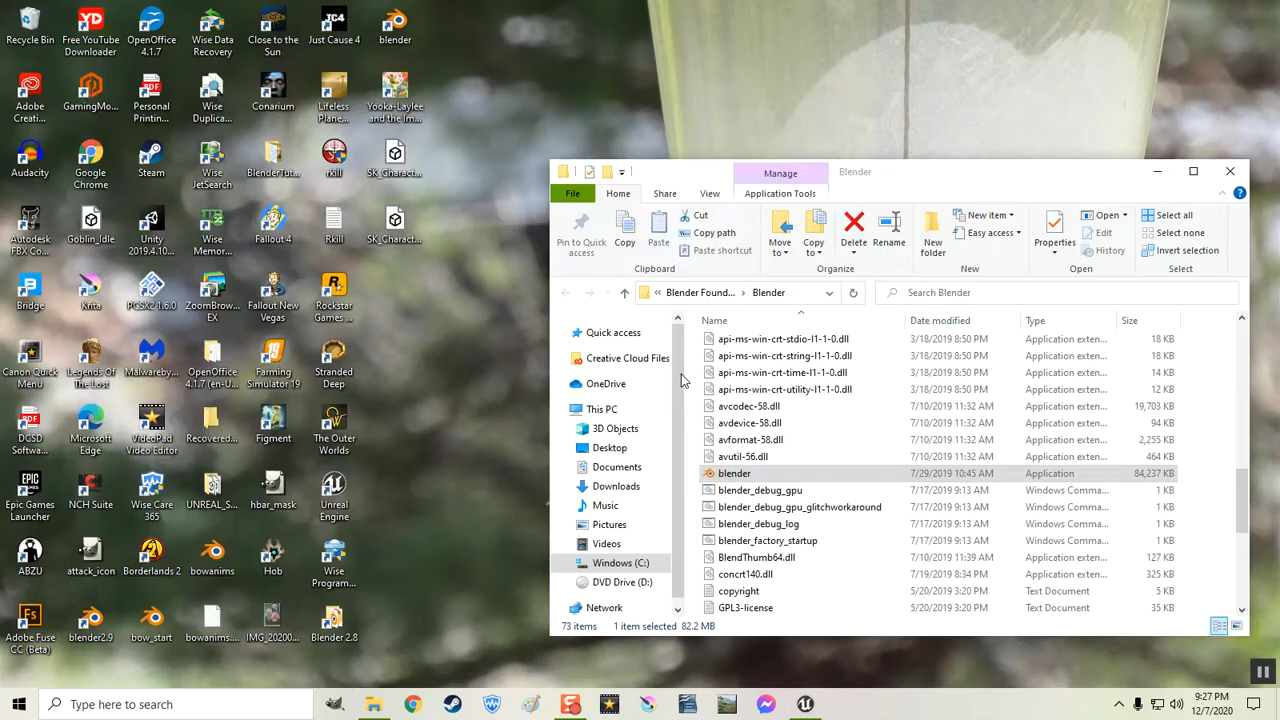 Recycle Bin
Free YouTube
Downloader
OpenOffice
4.1.7
Wise Data
Recovery
Close to the
Sun
Just Cause 4
blender
Adobe
Creati...
GamingMo...
Personal
Printin...
Wise
Duplica...
Conarium
Lifeless
Plane...
Yooka-Laylee
and the Im...
Audacity
Google
Chrome
Steam
Wise
JetSearch
BlenderTut...
rkill
SK_Charact...
Autodesk
FBX Co...
Goblin_Idle
Unity
2019.4.10...
Wise
Memor...
Fallout 4
Rkill
SK_Charact...
Bridge
Krita
PCSX2 1.6.0
ZoomBrow...
EX
Fallout New
Vegas
Rockstar
Games ...
Canon Quick
Menu
Legends Of
The Lost
Malwareby...
OpenOffice
4.1.7 (en-U...
Farming
Simulator 19
Stranded
Deep
DCSD
Softwa...
Microsoft
Edge
VideoPad
Video Editor
Recovered...
Figment
The Outer
Worlds
Epic Games
Launcher
NCH Suite
Wise Care
365
UNREAL_S...
hbar_mask
Unreal
Engine
ABZU
attack_icon
Borderlands 2
bowanims
Hob
Wise
Program...
Adobe Fuse
CC (Beta)
blender2.9
bow_start
bowanims....
IMG_20200...
Blender 2.8
Manage
Blender
File
Home
Share
View
Application Tools
Pin to Quick
access
Copy
Paste
Cut
Copy path
Paste shortcut
Clipboard
Move
to
Copy
to
Delete
Rename
Organize
New
folder
New item
Easy access
New
Properties
Open
Edit
History
Open
Select all
Select none
Invert selection
Select
« Blender Found... › Blender
Search Blender
Quick access
Creative Cloud Files
OneDrive
This PC
3D Objects
Desktop
Documents
Downloads
Music
Pictures
Videos
Windows (C:)
DVD Drive (D:)
Network
Name Date modified Type Size
api-ms-win-crt-stdio-l1-1-0.dll 3/18/2019 8:50 PM Application exten... 18 KB
api-ms-win-crt-string-l1-1-0.dll 3/18/2019 8:50 PM Application exten... 18 KB
api-ms-win-crt-time-l1-1-0.dll 3/18/2019 8:50 PM Application exten... 14 KB
api-ms-win-crt-utility-l1-1-0.dll 3/18/2019 8:50 PM Application exten... 12 KB
avcodec-58.dll 7/10/2019 11:32 AM Application exten... 19,703 KB
avdevice-58.dll 7/10/2019 11:32 AM Application exten... 94 KB
avformat-58.dll 7/10/2019 11:32 AM Application exten... 2,255 KB
avutil-56.dll 7/10/2019 11:32 AM Application exten... 464 KB
blender 7/29/2019 10:45 AM Application 84,237 KB
blender_debug_gpu 7/17/2019 9:13 AM Windows Comma... 1 KB
blender_debug_gpu_glitchworkaround 7/17/2019 9:13 AM Windows Comma... 1 KB
blender_debug_log 7/17/2019 9:13 AM Windows Comma... 1 KB
blender_factory_startup 7/17/2019 9:13 AM Windows Comma... 1 KB
BlendThumb64.dll 7/10/2019 11:39 AM Application exten... 127 KB
concrt140.dll 7/19/2019 8:34 PM Application exten... 325 KB
copyright 5/20/2019 3:20 PM Text Document 5 KB
GPL3-license 5/20/2019 3:20 PM Text Document 35 KB
73 items 1 item selected 82.2 MB
Type here to search
9:27 PM
12/7/2020